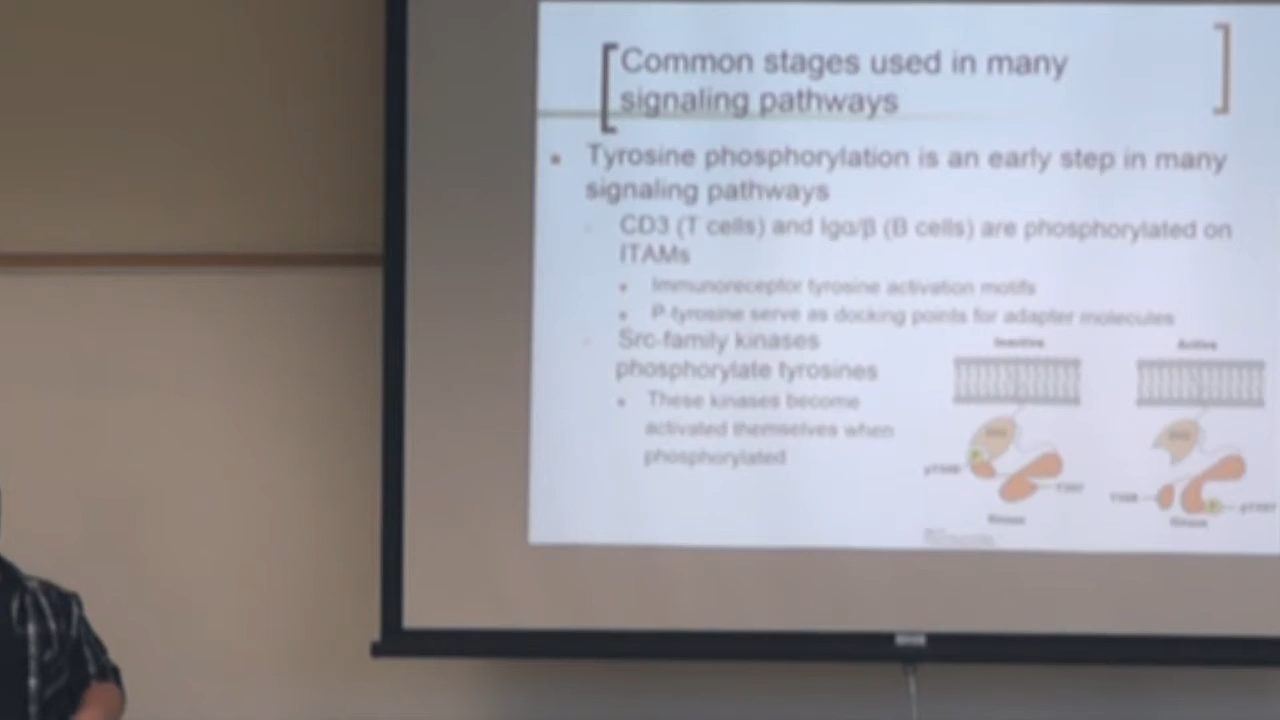 Common stages used in many
signaling pathways
Tyrosine phosphorylation is an early step in many
signaling pathways
CD3 (T cells) and Igα/β (B cells) are phosphorylated on
ITAMs
Immunoreceptor tyrosine activation motifs
P-tyrosine serve as docking points for adapter molecules
Src-family kinases
phosphorylate tyrosines
These kinases become
activated themselves when
phosphorylated
Inactive Active
Kinase Kinase